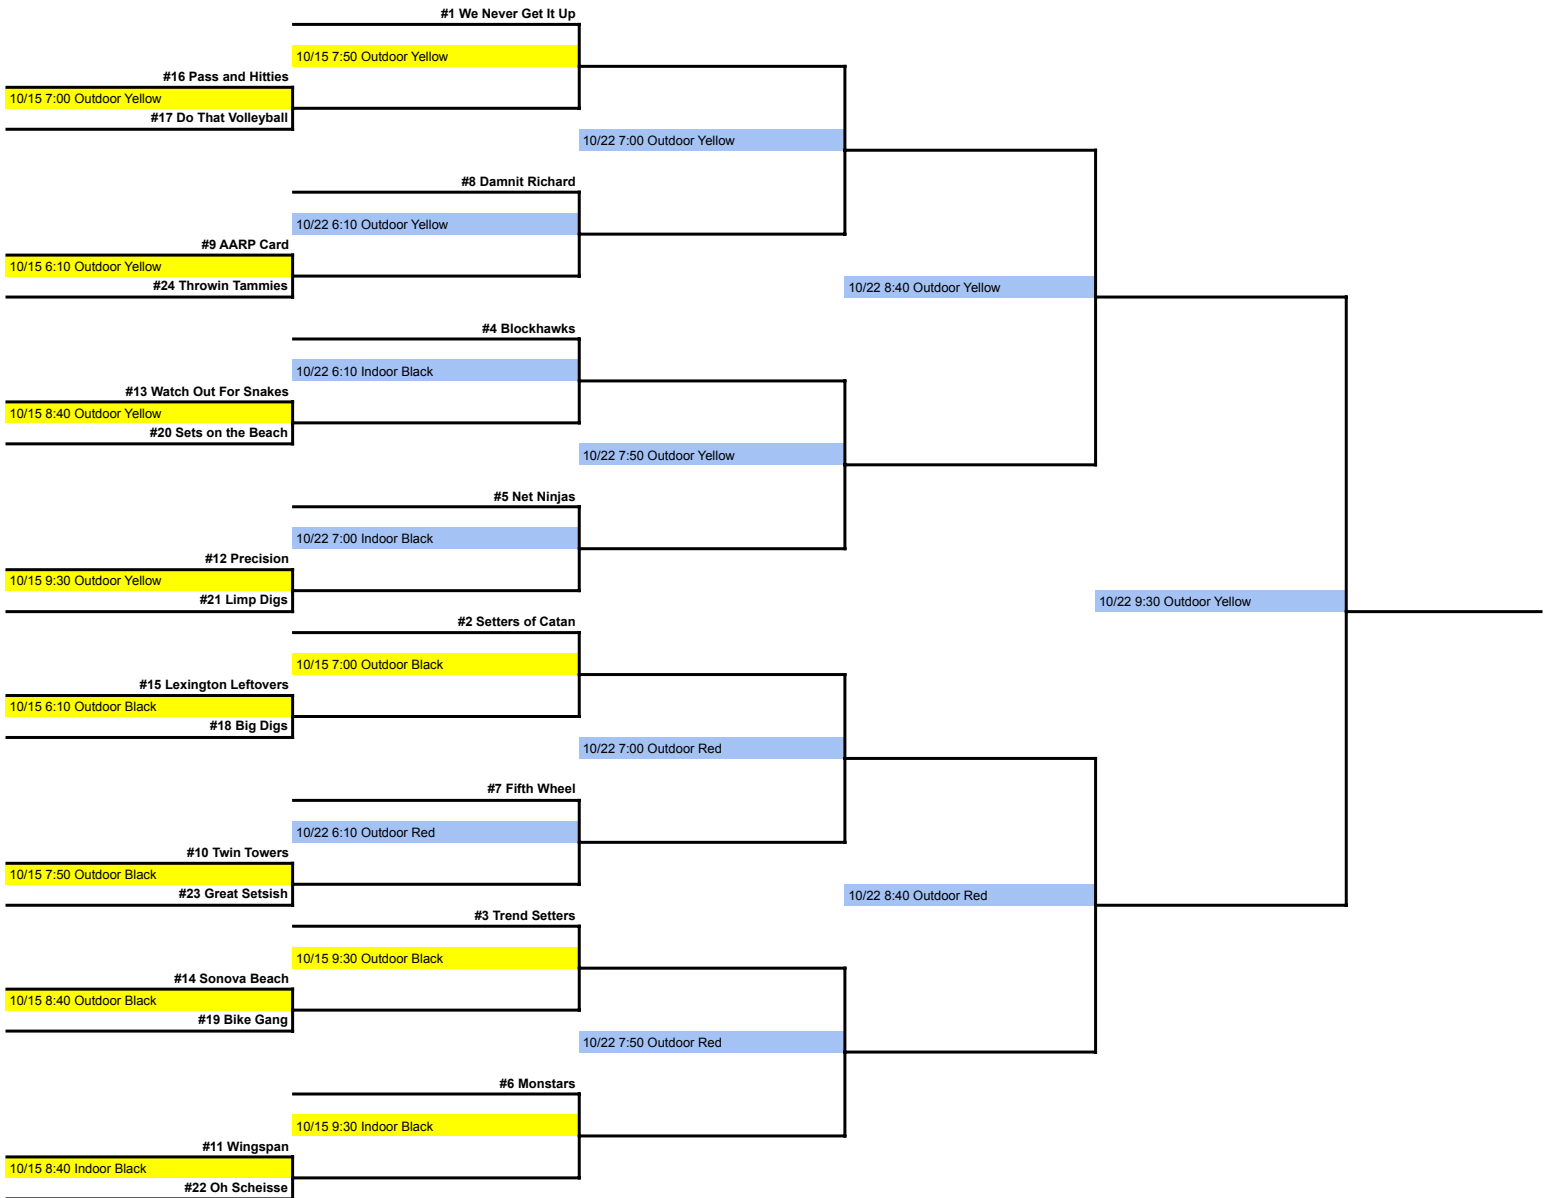 #1 We Never Get It Up
10/15 7:50 Outdoor Yellow
#16 Pass and Hitties
10/15 7:00 Outdoor Yellow
#17 Do That Volleyball
10/22 7:00 Outdoor Yellow
#8 Damnit Richard
10/22 6:10 Outdoor Yellow
#9 AARP Card
10/15 6:10 Outdoor Yellow
#24 Throwin Tammies
10/22 8:40 Outdoor Yellow
#4 Blockhawks
10/22 6:10 Indoor Black
#13 Watch Out For Snakes
10/15 8:40 Outdoor Yellow
#20 Sets on the Beach
10/22 7:50 Outdoor Yellow
#5 Net Ninjas
10/22 7:00 Indoor Black
#12 Precision
10/15 9:30 Outdoor Yellow
#21 Limp Digs
10/22 9:30 Outdoor Yellow
#2 Setters of Catan
10/15 7:00 Outdoor Black
#15 Lexington Leftovers
10/15 6:10 Outdoor Black
#18 Big Digs
10/22 7:00 Outdoor Red
#7 Fifth Wheel
10/22 6:10 Outdoor Red
#10 Twin Towers
10/15 7:50 Outdoor Black
#23 Great Setsish
10/22 8:40 Outdoor Red
#3 Trend Setters
10/15 9:30 Outdoor Black
#14 Sonova Beach
10/15 8:40 Outdoor Black
#19 Bike Gang
10/22 7:50 Outdoor Red
#6 Monstars
10/15 9:30 Indoor Black
#11 Wingspan
10/15 8:40 Indoor Black
#22 Oh Scheisse